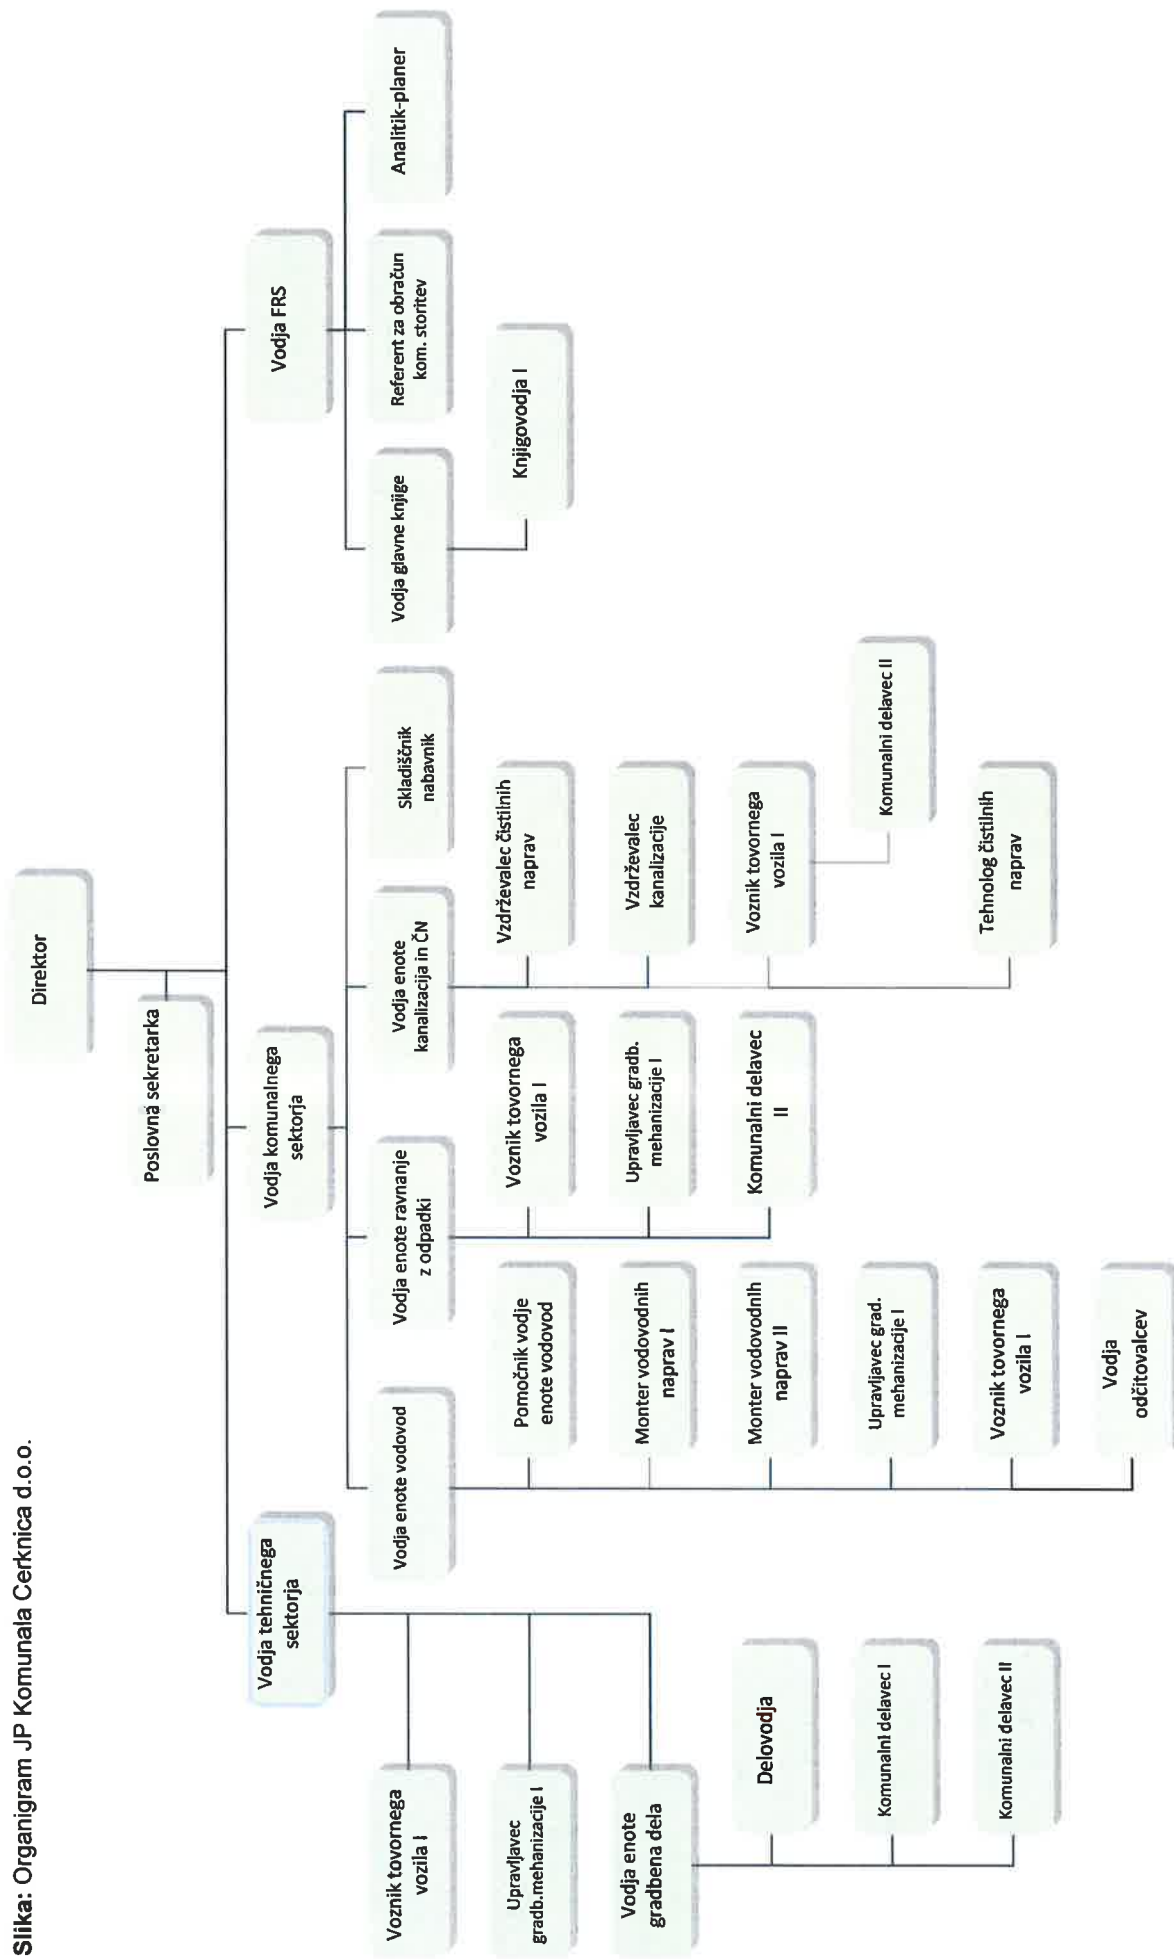 Slika: Organigram JP Komunala Cerknica d.o.o.
Direktor
Poslovna sekretarka
Vodja tehničnega
sektorja
Voznik tovornega
vozila I
Upravljavec
gradb.mehanizacije I
Vodja enote
gradbena dela
Delovodja
Komunalni delavec I
Komunalni delavec II
Vodja komunalnega
sektorja
Vodja enote vodovod
Pomočnik vodje
enote vodovod
Monter vodovodnih
naprav I
Monter vodovodnih
naprav II
Upravljavec grad.
mehanizacije I
Voznik tovornega
vozila I
Vodja
odčitovalcev
Vodja enote ravnanje
z odpadki
Voznik tovornega
vozila I
Upravljavec gradb.
mehanizacije I
Komunalni delavec
II
Vodja enote
kanalizacija in ČN
Vzdrževalec čistilnih
naprav
Vzdrževalec
kanalizacije
Voznik tovornega
vozila I
Komunalni delavec II
Tehnolog čistilnih
naprav
Skladiščnik
nabavnik
Vodja FRS
Vodja glavne knjige
Knjigovodja I
Referent za obračun
kom. storitev
Analitik-planer